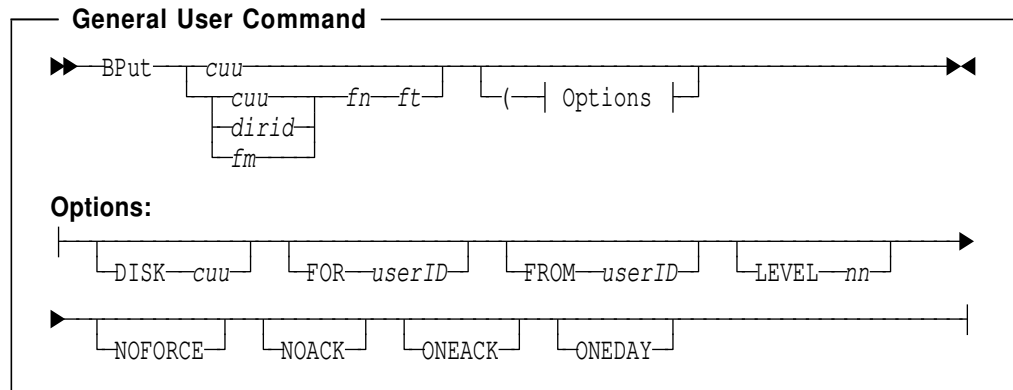 General User Command
BPut cuu ( Options
cuu fn ft
dirid
fm
Options:
DISK cuu FOR userID FROM userID LEVEL nn
NOFORCE NOACK ONEACK ONEDAY